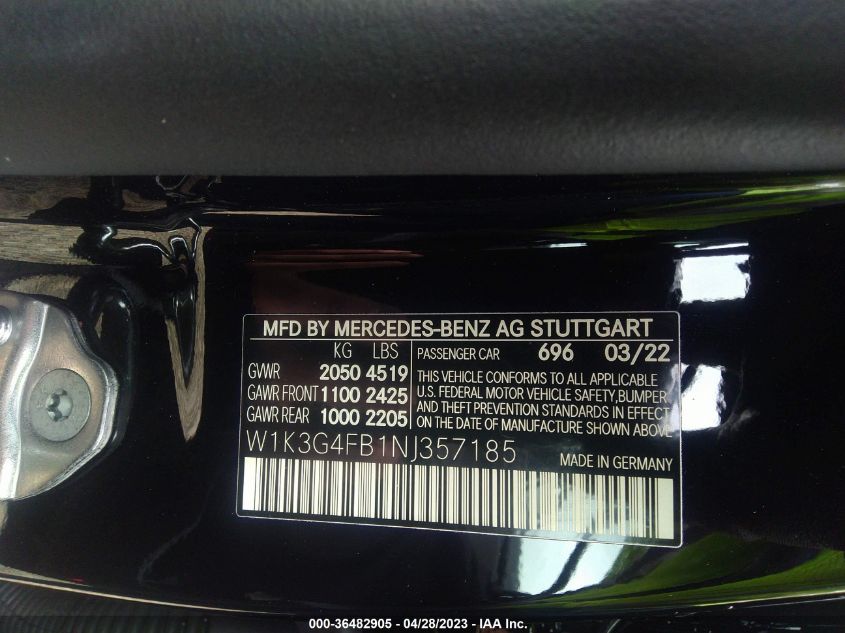 MFD BY MERCEDES-BENZ AG STUTTGART
KG LBS
GVWR 2050 4519
GAWR FRONT 1100 2425
GAWR REAR 1000 2205
PASSENGER CAR 696 03/22
THIS VEHICLE CONFORMS TO ALL APPLICABLE
U.S. FEDERAL MOTOR VEHICLE SAFETY,BUMPER
AND THEFT PREVENTION STANDARDS IN EFFECT
ON THE DATE OF MANUFACTURE SHOWN ABOVE.
W1K3G4FB1NJ357185
MADE IN GERMANY
000-36482905 - 04/28/2023 - IAA Inc.